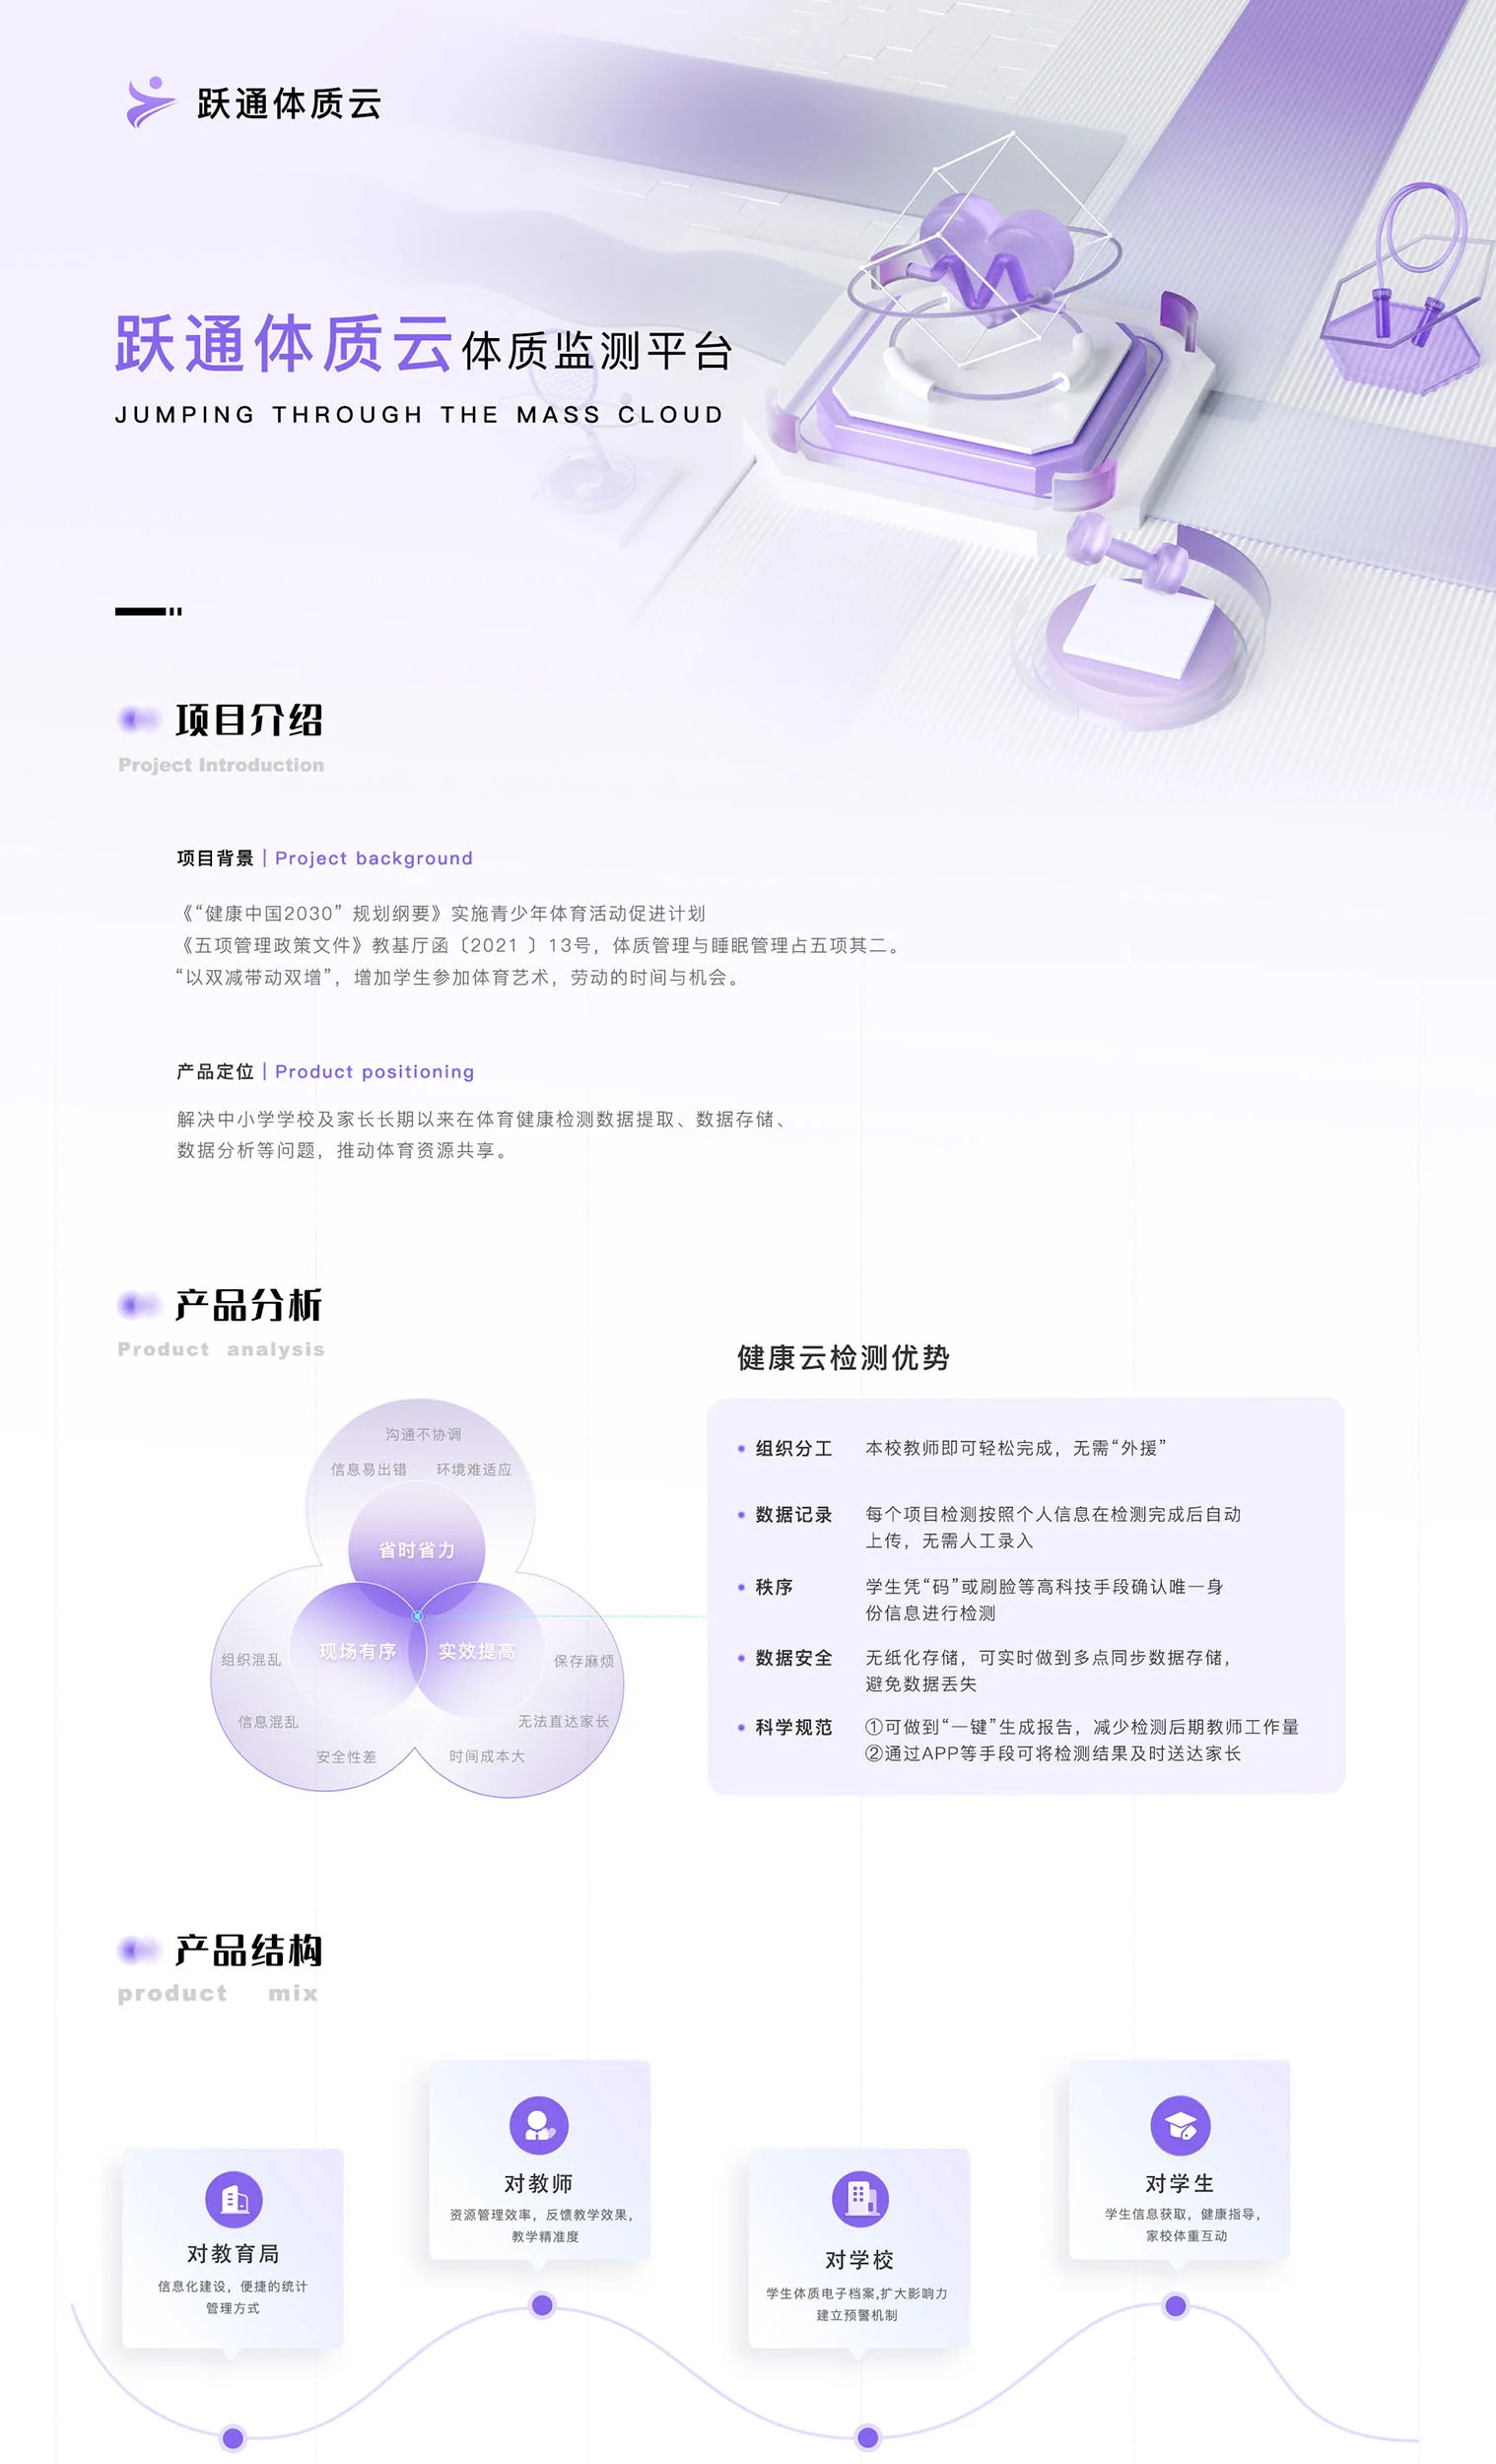 跃通体质云
跃通体质云体质监测平台
JUMPING THROUGH THE MASS CLOUD
项目介绍
Project Introduction
项目背景 | Project background
《“健康中国2030”规划纲要》实施青少年体育活动促进计划
《五项管理政策文件》教基厅函〔2021 〕13号，体质管理与睡眠管理占五项其二。
“以双减带动双增”，增加学生参加体育艺术，劳动的时间与机会。
产品定位 | Product positioning
解决中小学学校及家长长期以来在体育健康检测数据提取、数据存储、
数据分析等问题，推动体育资源共享。
产品分析
Product analysis
沟通不协调
信息易出错 环境难适应
省时省力
现场有序 实效提高
组织混乱 保存麻烦
信息混乱 无法直达家长
安全性差 时间成本大
健康云检测优势
组织分工 本校教师即可轻松完成，无需“外援”
数据记录 每个项目检测按照个人信息在检测完成后自动
上传，无需人工录入
秩序 学生凭“码”或刷脸等高科技手段确认唯一身
份信息进行检测
数据安全 无纸化存储，可实时做到多点同步数据存储，
避免数据丢失
科学规范 ①可做到“一键”生成报告，减少检测后期教师工作量
②通过APP等手段可将检测结果及时送达家长
产品结构
product mix
对教育局
信息化建设，便捷的统计
管理方式
对教师
资源管理效率，反馈教学效果，
教学精准度
对学校
学生体质电子档案,扩大影响力
建立预警机制
对学生
学生信息获取，健康指导，
家校体重互动